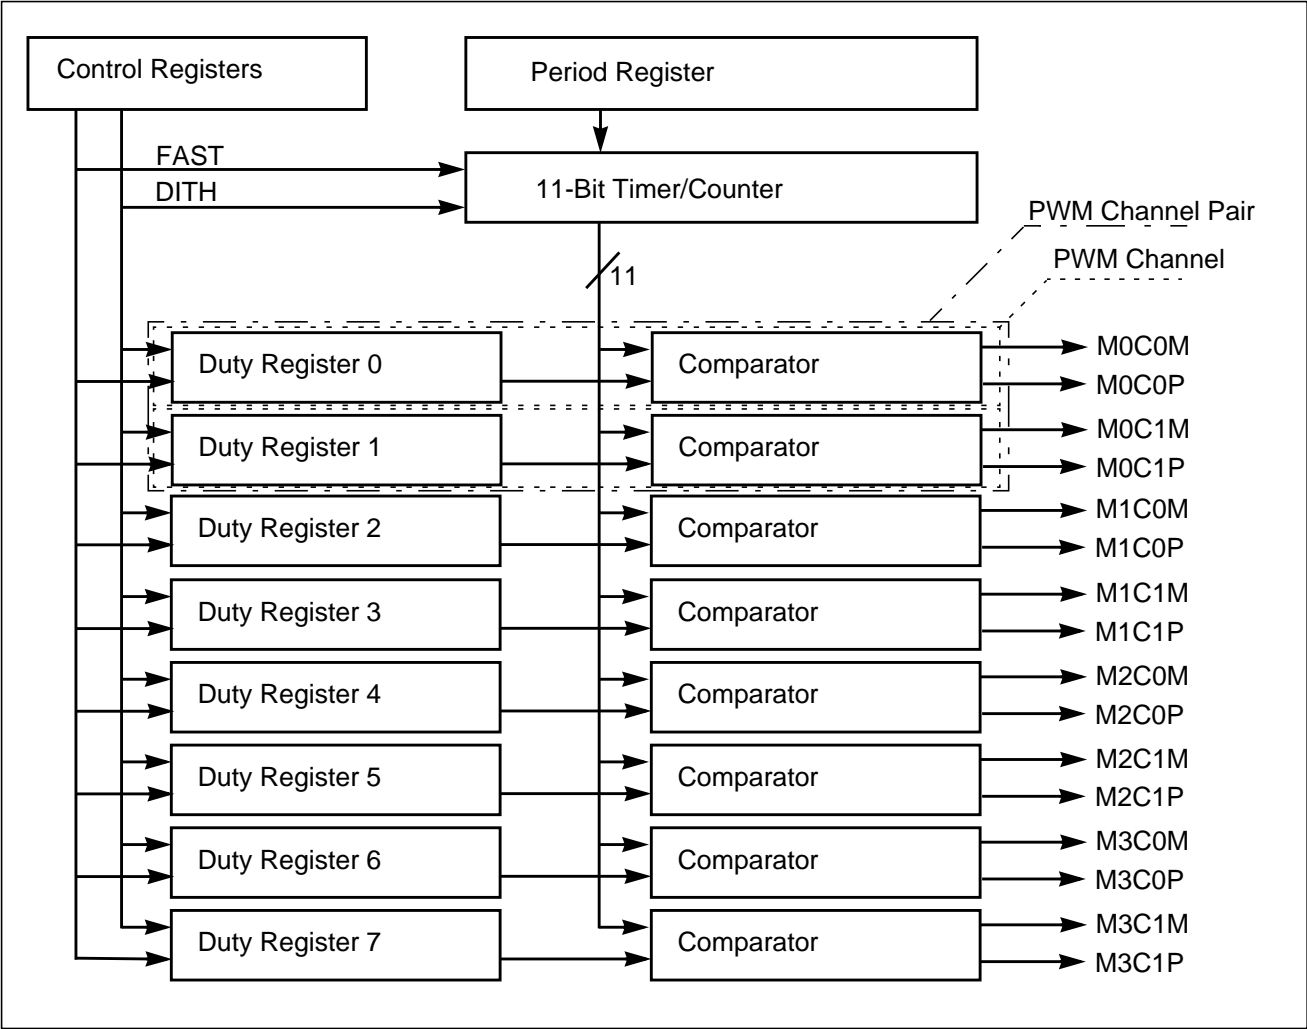 Control Registers
Period Register
FAST
DITH
11-Bit Timer/Counter
PWM Channel Pair
PWM Channel
11
Duty Register 0
Comparator
M0C0M
M0C0P
Duty Register 1
Comparator
M0C1M
M0C1P
Duty Register 2
Comparator
M1C0M
M1C0P
Duty Register 3
Comparator
M1C1M
M1C1P
Duty Register 4
Comparator
M2C0M
M2C0P
Duty Register 5
Comparator
M2C1M
M2C1P
Duty Register 6
Comparator
M3C0M
M3C0P
Duty Register 7
Comparator
M3C1M
M3C1P